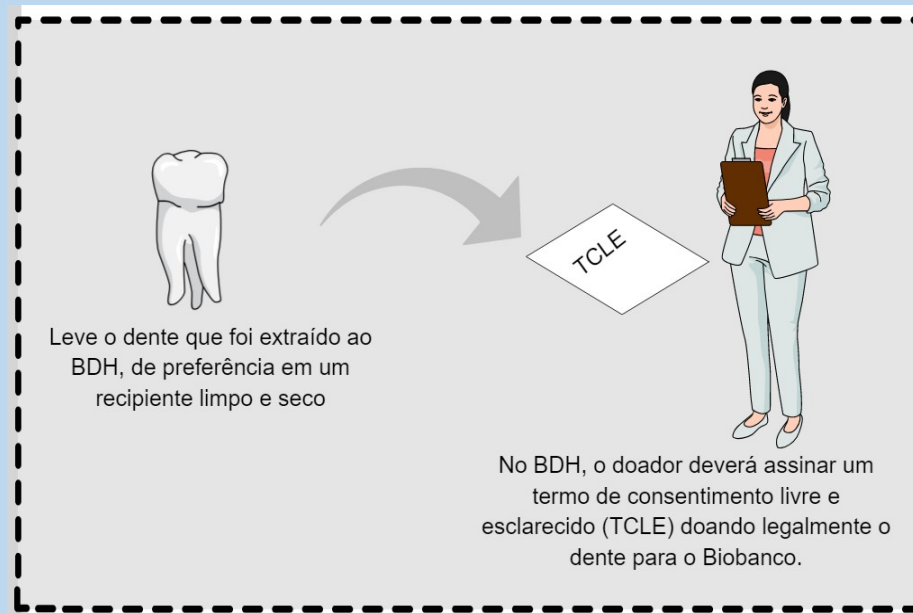 Leve o dente que foi extraído ao
BDH, de preferência em um
recipiente limpo e seco
TCLE
No BDH, o doador deverá assinar um
termo de consentimento livre e
esclarecido (TCLE) doando legalmente o
dente para o Biobanco.